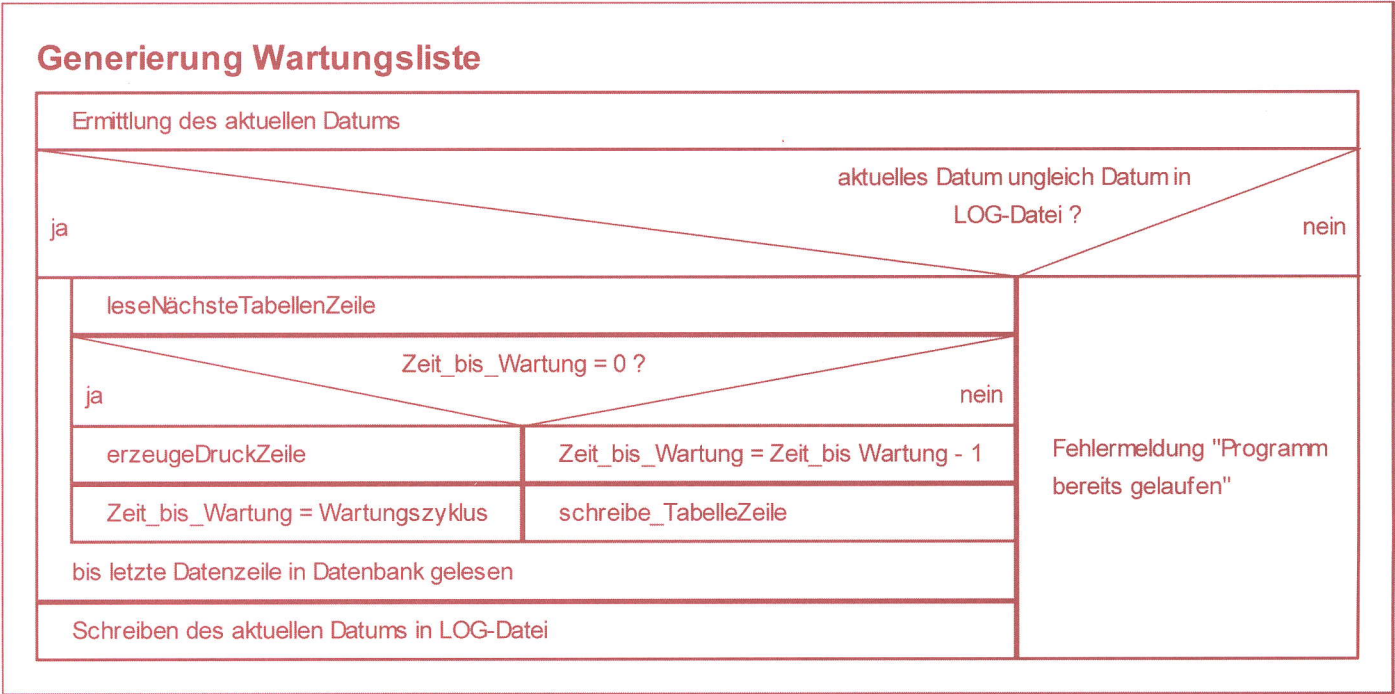 Generierung Wartungsliste
Ermittlung des aktuellen Datums
aktuelles Datum ungleich Datum in
LOG-Datei ?
ja
nein
leseNächsteTabellenZeile
Zeit_bis_Wartung = 0 ?
ja
nein
erzeugeDruckZeile
Zeit_bis_Wartung = Zeit_bis Wartung - 1
Zeit_bis_Wartung = Wartungszyklus
schreibe_TabelleZeile
bis letzte Datenzeile in Datenbank gelesen
Schreiben des aktuellen Datums in LOG-Datei
Fehlermeldung "Programm
bereits gelaufen"